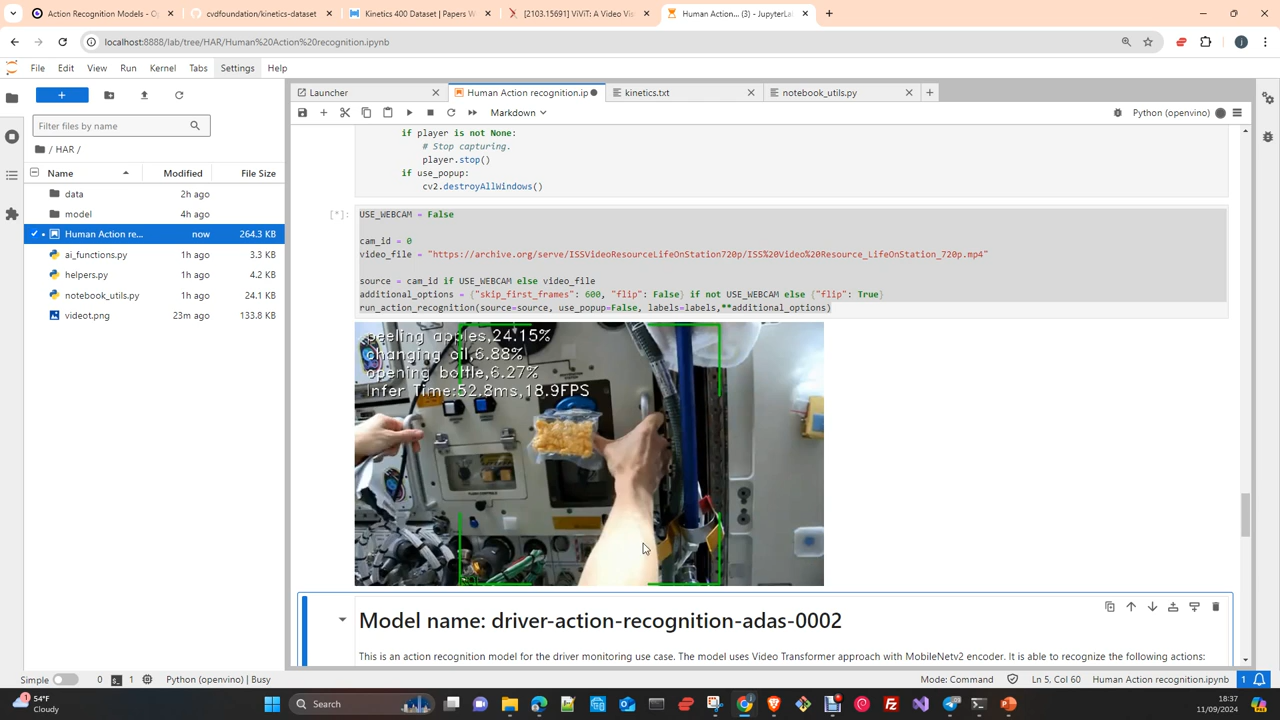 Action Recognition Models - Op
cvdfoundation/kinetics-dataset
Kinetics 400 Dataset | Papers W
[2103.15691] ViViT: A Video Vis
Human Action... (3) - JupyterLa
localhost:8888/lab/tree/HAR/Human%20Action%20recognition.ipynb
File Edit View Run Kernel Tabs Settings Help
Launcher
Human Action recognition.ip
kinetics.txt
notebook_utils.py
Markdown
Python (openvino)
Filter files by name
/ HAR /
Name Modified File Size
data 2h ago
model 4h ago
Human Action re... now 264.3 KB
ai_functions.py 1h ago 3.3 KB
helpers.py 1h ago 4.2 KB
notebook_utils.py 1h ago 24.1 KB
videot.png 23m ago 133.8 KB
if player is not None:
# Stop capturing.
player.stop()
if use_popup:
cv2.destroyAllWindows()
[*]:
USE_WEBCAM = False
cam_id = 0
video_file = "https://archive.org/serve/ISSVideoResourceLifeOnStation720p/ISS%20Video%20Resource_LifeOnStation_720p.mp4"
source = cam_id if USE_WEBCAM else video_file
additional_options = {"skip_first_frames": 600, "flip": False} if not USE_WEBCAM else {"flip": True}
run_action_recognition(source=source, use_popup=False, labels=labels,**additional_options)
peeling apples,24.15%
changing oil,6.88%
opening bottle,6.27%
Infer Time:52.8ms,18.9FPS
Model name: driver-action-recognition-adas-0002
This is an action recognition model for the driver monitoring use case. The model uses Video Transformer approach with MobileNetv2 encoder. It is able to recognize the following actions:
Simple 0 1 Python (openvino) | Busy
Mode: Command Ln 5, Col 60 Human Action recognition.ipynb 1
54°F
Cloudy
Search
18:37
11/09/2024